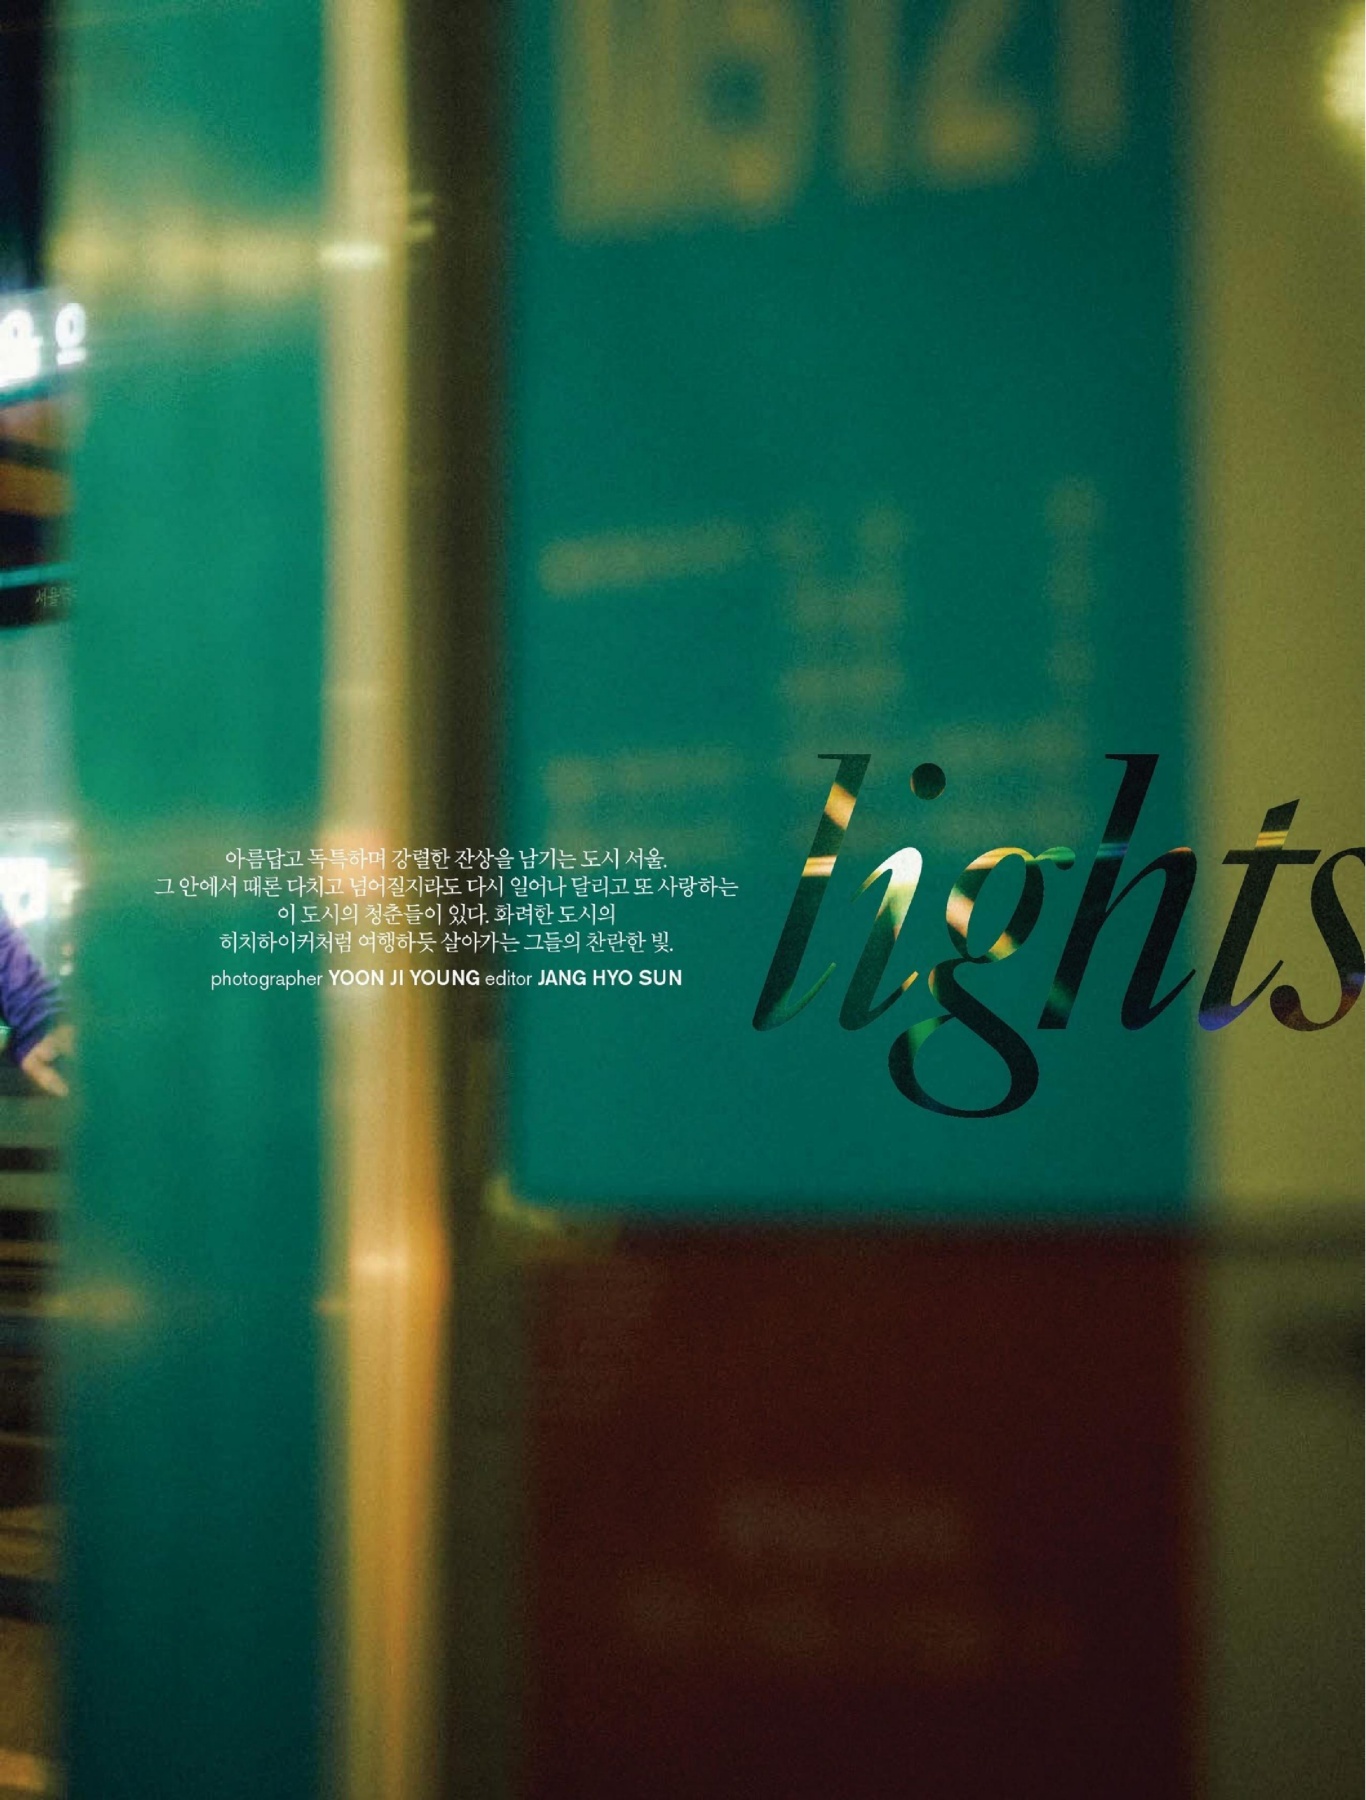 아름답고 독특하며 강렬한 잔상을 남기는 도시 서울.
그 안에서 때론 다치고 넘어질지라도 다시 일어나 달리고 또 사랑하는
이 도시의 청춘들이 있다. 화려한 도시의
히치하이커처럼 여행하듯 살아가는 그들의 찬란한 빛.
photographer YOON JI YOUNG editor JANG HYO SUN
lights